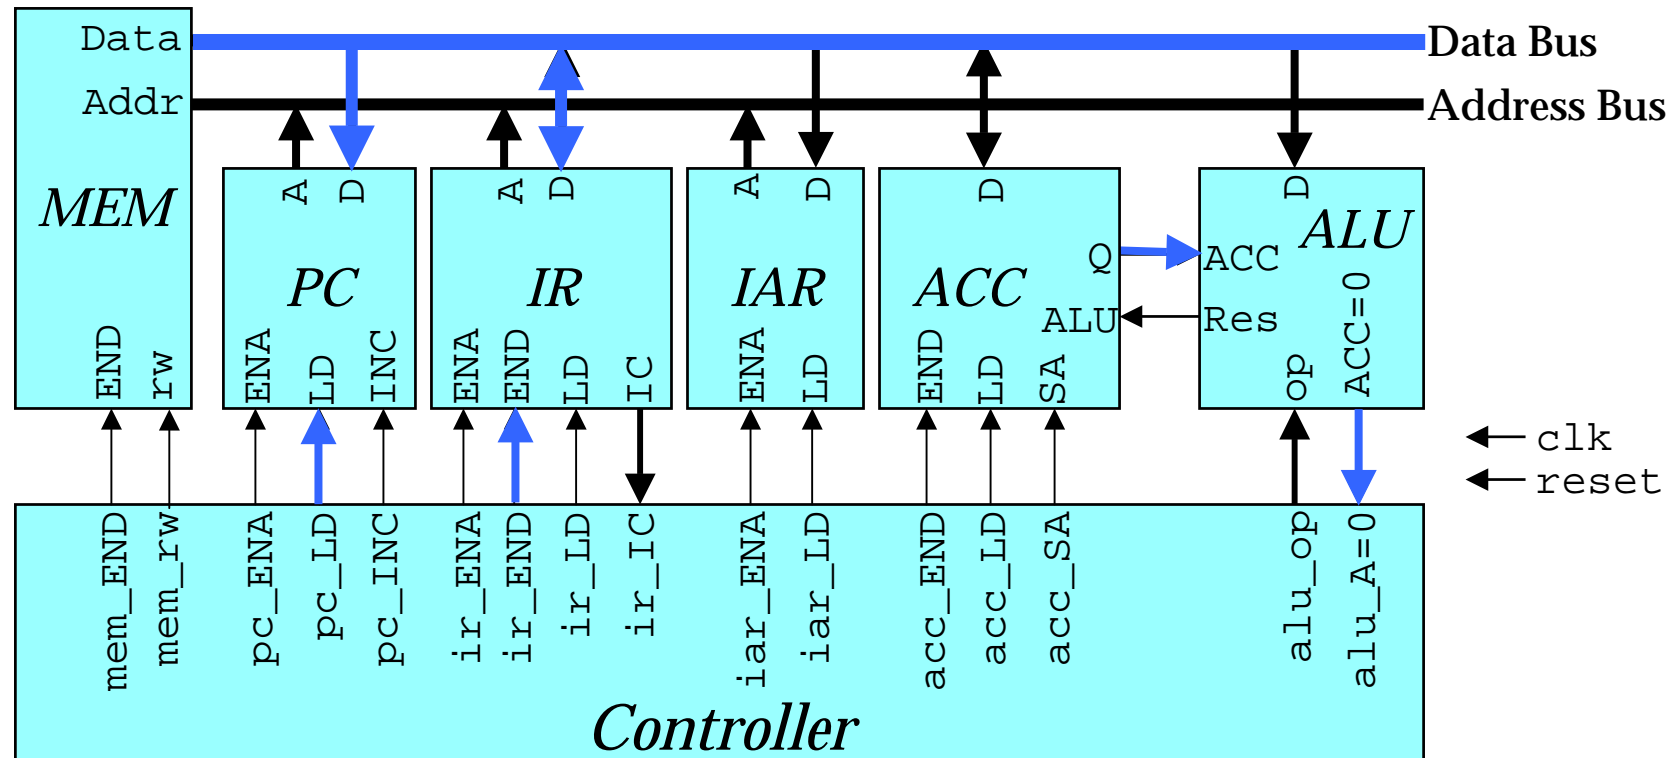 Data
Data Bus
Addr
Address Bus
MEM
A
D
A
D
A
D
D
D
ALU
PC
IR
IAR
ACC
Q
ACC
ALU
Res
END
rw
ENA
LD
INC
ENA
END
LD
IC
ENA
LD
END
LD
SA
op
ACC=0
clk
reset
mem_END
mem_rw
pc_ENA
pc_LD
pc_INC
ir_ENA
ir_END
ir_LD
ir_IC
iar_ENA
iar_LD
acc_END
acc_LD
acc_SA
alu_op
alu_A=0
Controller